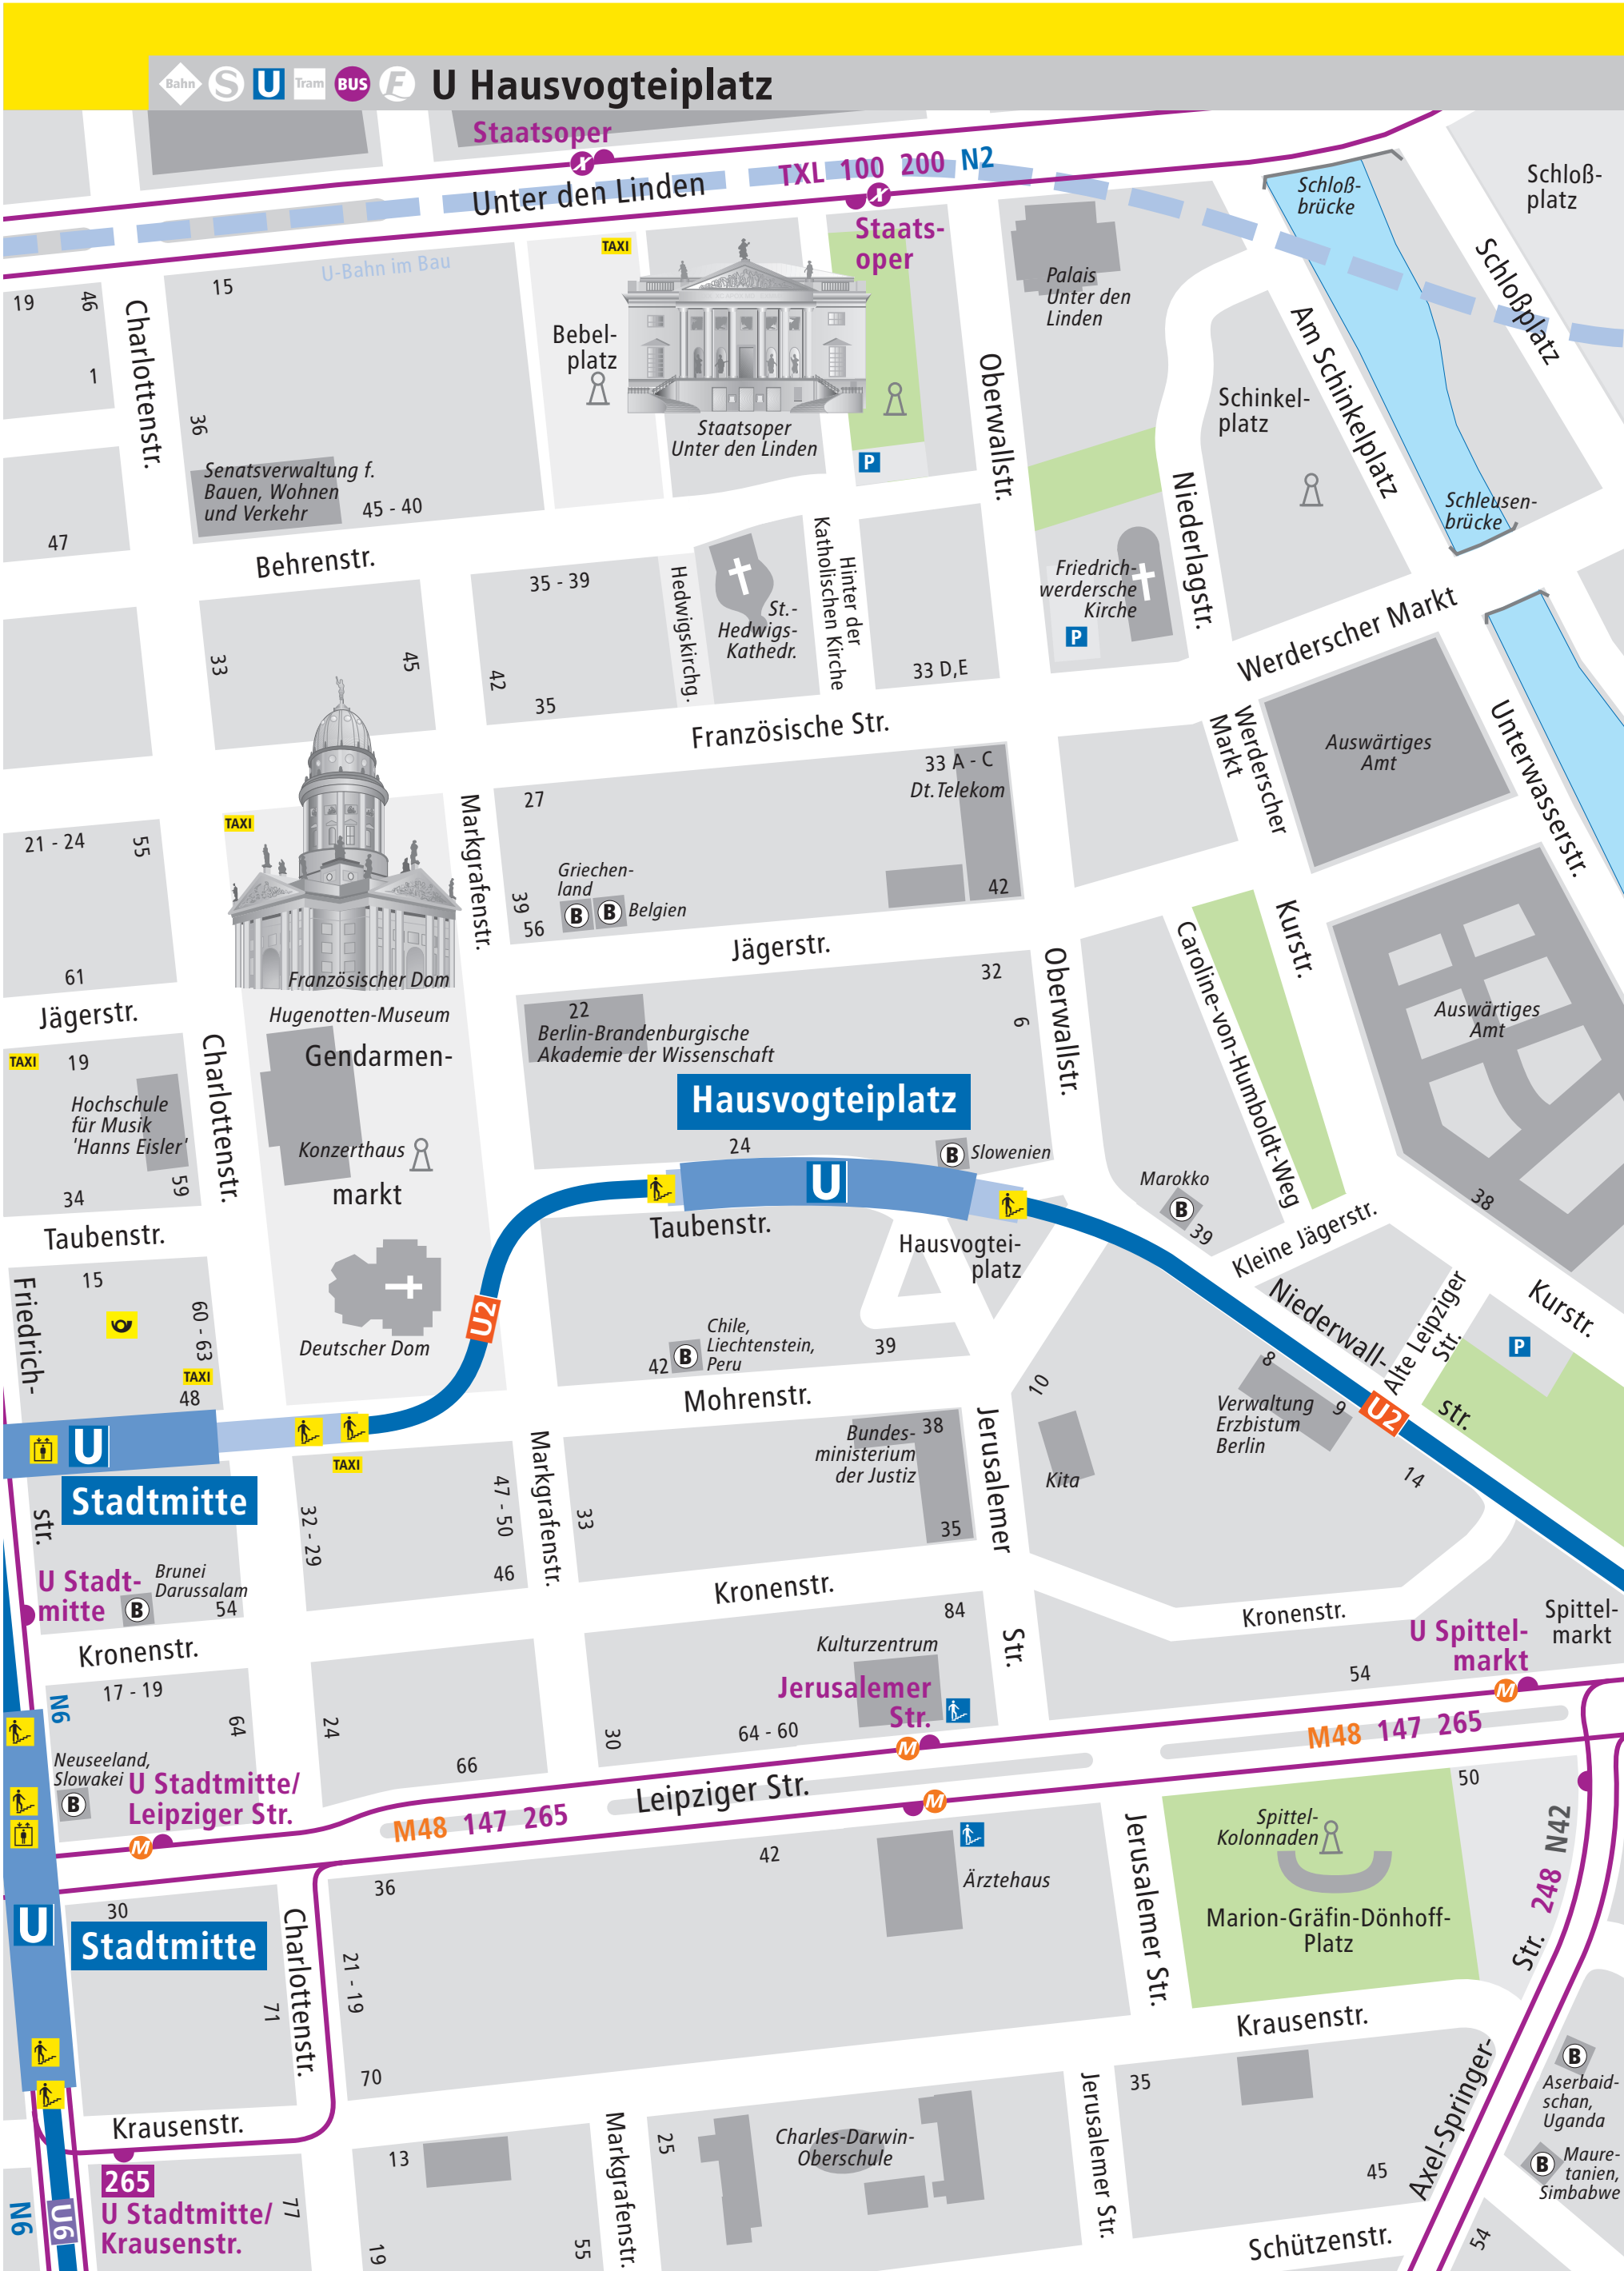 Bahn S U Tram BUS F U Hausvogteiplatz
Staatsoper
TXL 100 200 N2
Unter den Linden
Staats-
oper
U-Bahn im Bau
TAXI
Schloß-
brücke
Schloß-
platz
Schloßplatz
19
46
1
Charlottenstr.
15
36
Bebel-
platz
Staatsoper
Unter den Linden
P
Palais
Unter den
Linden
Oberwallstr.
Am Schinkelplatz
Schinkel-
platz
Niederlagstr.
Schleusen-
brücke
Senatsverwaltung f.
Bauen, Wohnen
und Verkehr
45 - 40
47
Behrenstr.
35 - 39
Hedwigskirchg.
St.-
Hedwigs-
Kathedr.
Hinter der
Katholischen Kirche
Friedrich-
werdersche
Kirche
P
33 D,E
Werderscher Markt
33
45
42
35
Französische Str.
Werderscher
Markt
Auswärtiges
Amt
Unterwasserstr.
33 A - C
Dt.Telekom
42
27
Markgrafenstr.
TAXI
21 - 24
55
61
Griechen-
land
B B Belgien
39
56
Jägerstr.
Jägerstr.
Französischer Dom
Hugenotten-Museum
Gendarmen-
markt
Konzerthaus
22
Berlin-Brandenburgische
Akademie der Wissenschaft
32
6
Oberwallstr.
Caroline-von-Humboldt-Weg
Kurstr.
Auswärtiges
Amt
38
TAXI
19
Hochschule
für Musik
'Hanns Eisler'
59
34
Charlottenstr.
Hausvogteiplatz
24
U
B Slowenien
Marokko
B
39
Kleine Jägerstr.
Taubenstr.
Taubenstr.
Hausvogtei-
platz
Friedrich-
str.
15
60 - 63
TAXI
48
Deutscher Dom
U2
Chile,
Liechtenstein,
Peru
42 B
39
Mohrenstr.
Niederwall-
str.
Alte Leipziger
Str.
Kurstr.
P
8
9
Verwaltung
Erzbistum
Berlin
U2
14
10
Kita
U
Stadtmitte
TAXI
Bundes-
ministerium
der Justiz
38
35
Jerusalemer
Str.
32 - 29
47 - 50
46
Markgrafenstr.
33
U Stadt-
mitte
Brunei
Darussalam
B
54
Kronenstr.
Kronenstr.
Kronenstr.
84
Kulturzentrum
Jerusalemer
Str.
M
64 - 60
30
U Spittel-
markt
M
Spittel-
markt
54
M48 147 265
N6
17 - 19
64
24
66
Neuseeland,
Slowakei
B
U Stadtmitte/
Leipziger Str.
M
M48 147 265
Leipziger Str.
M
42
Ärztehaus
Jerusalemer Str.
Spittel-
Kolonnaden
Marion-Gräfin-Dönhoff-
Platz
50
248 N42
Axel-Springer-
Str.
U
30
Stadtmitte
71
Charlottenstr.
36
21 - 19
70
Krausenstr.
Krausenstr.
265
U Stadtmitte/
Krausenstr.
N6
U6
77
13
19
55
Markgrafenstr.
25
Charles-Darwin-
Oberschule
Jerusalemer Str.
35
45
Schützenstr.
B
Aserbaid-
schan,
Uganda
B
Maure-
tanien,
Simbabwe
54